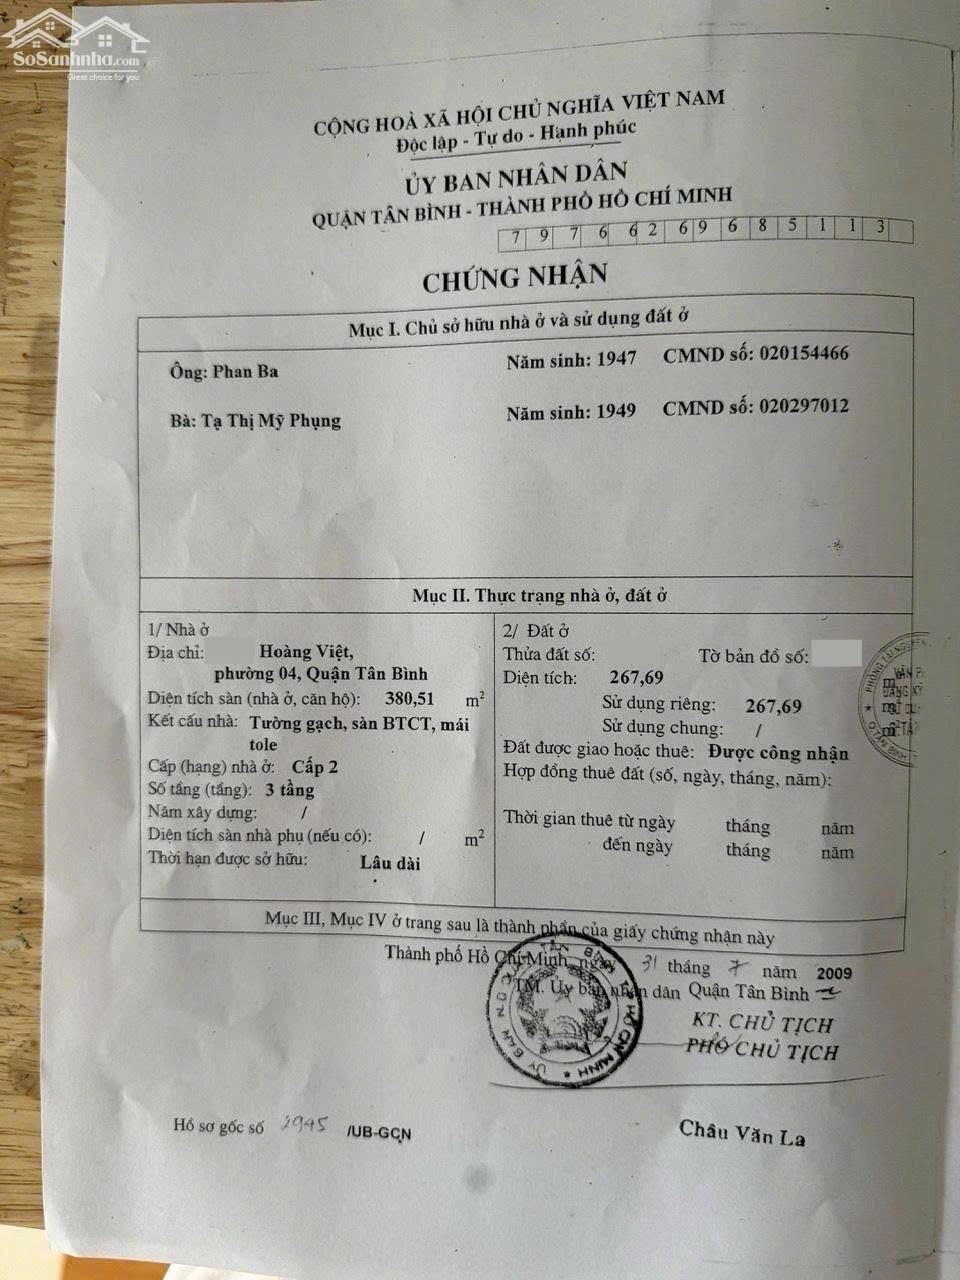 SoSanhnha.com
Great choice for you
CỘNG HOÀ XÃ HỘI CHỦ NGHĨA VIỆT NAM
Độc lập - Tự do - Hạnh phúc
ỦY BAN NHÂN DÂN
QUẬN TÂN BÌNH - THÀNH PHỐ HỒ CHÍ MINH
7 9 7 6 6 2 6 9 6 8 5 1 1 3
CHỨNG NHẬN
Mục I. Chủ sở hữu nhà ở và sử dụng đất ở
Ông: Phan Ba Năm sinh: 1947 CMND số: 020154466
Bà: Tạ Thị Mỹ Phụng Năm sinh: 1949 CMND số: 020297012
Mục II. Thực trạng nhà ở, đất ở
1/ Nhà ở
Địa chỉ: Hoàng Việt,
phường 04, Quận Tân Bình
Diện tích sàn (nhà ở, căn hộ): 380,51 m²
Kết cấu nhà: Tường gạch, sàn BTCT, mái
tole
Cấp (hạng) nhà ở: Cấp 2
Số tầng (tầng): 3 tầng
Năm xây dựng: /
Diện tích sàn nhà phụ (nếu có): / m²
Thời hạn được sở hữu: Lâu dài
2/ Đất ở
Thửa đất số: Tờ bản đồ số:
Diện tích: 267,69 m²
Sử dụng riêng: 267,69 m²
Sử dụng chung: / m²
Đất được giao hoặc thuê: Được công nhận
Hợp đồng thuê đất (số, ngày, tháng, năm):
Thời gian thuê từ ngày tháng năm
đến ngày tháng năm
Mục III, Mục IV ở trang sau là thành phần của giấy chứng nhận này
Thành phố Hồ Chí Minh, ngày 31 tháng 7 năm 2009
TM. Ủy ban nhân dân Quận Tân Bình
KT. CHỦ TỊCH
PHÓ CHỦ TỊCH
Hồ sơ gốc số 2945 /UB-GCN
Châu Văn La